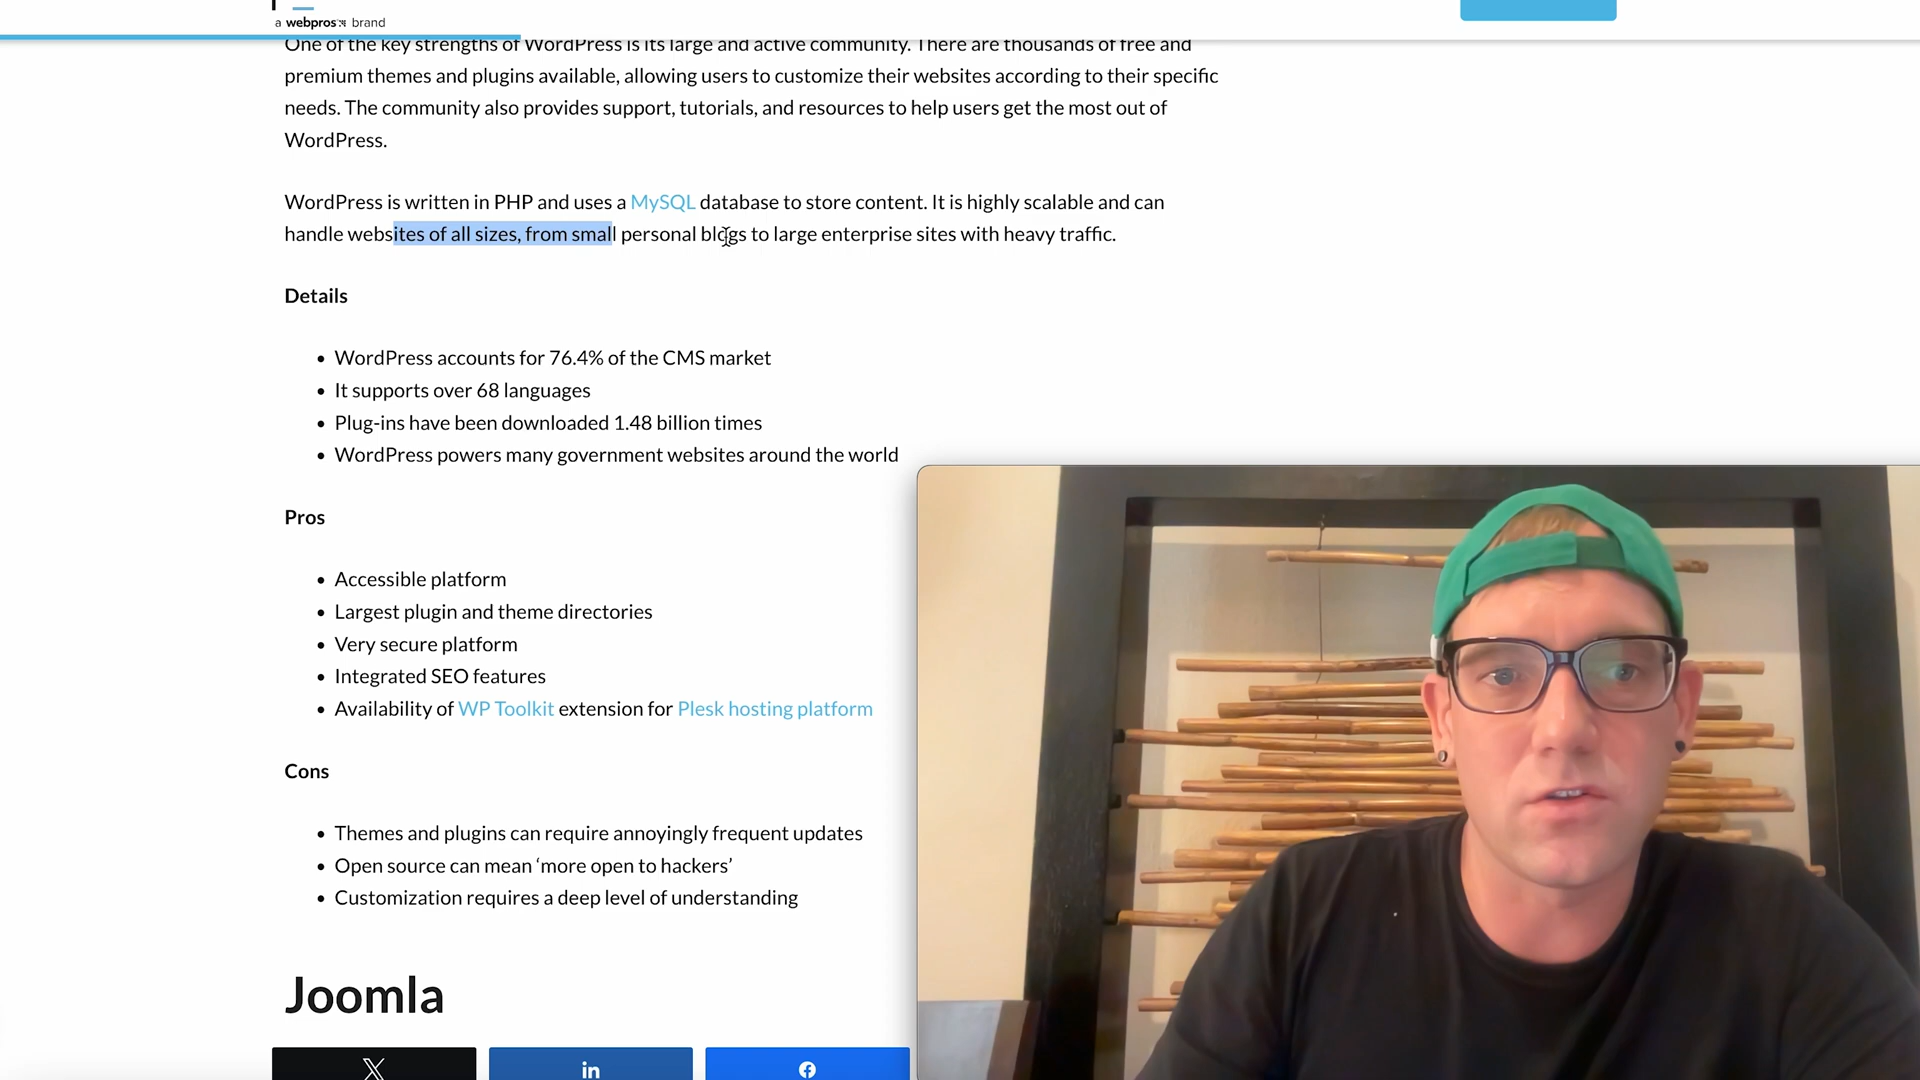 a webpros brand
One of the key strengths of WordPress is its large and active community. There are thousands of free and
premium themes and plugins available, allowing users to customize their websites according to their specific
needs. The community also provides support, tutorials, and resources to help users get the most out of
WordPress.
WordPress is written in PHP and uses a MySQL database to store content. It is highly scalable and can
handle websites of all sizes, from small personal blogs to large enterprise sites with heavy traffic.
Details
• WordPress accounts for 76.4% of the CMS market
• It supports over 68 languages
• Plug-ins have been downloaded 1.48 billion times
• WordPress powers many government websites around the world
Pros
• Accessible platform
• Largest plugin and theme directories
• Very secure platform
• Integrated SEO features
• Availability of WP Toolkit extension for Plesk hosting platform
Cons
• Themes and plugins can require annoyingly frequent updates
• Open source can mean ‘more open to hackers’
• Customization requires a deep level of understanding
Joomla